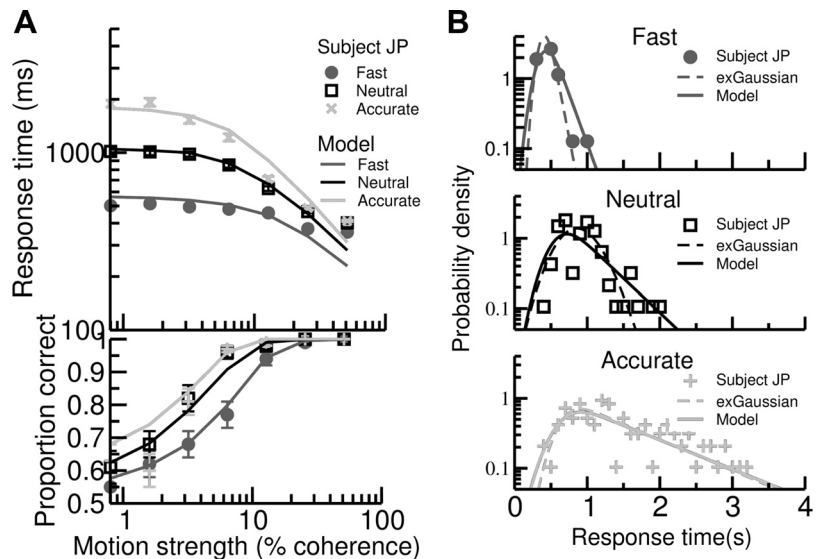 A
Response time (ms)
1000
100
Subject JP
Fast
Neutral
Accurate
Model
Fast
Neutral
Accurate
Proportion correct
1
0.9
0.8
0.7
0.6
0.5
1
10
100
Motion strength (% coherence)
B
Probability density
Fast
Subject JP
exGaussian
Model
1
0.1
Neutral
Subject JP
exGaussian
Model
1
0.1
Accurate
Subject JP
exGaussian
Model
1
0.1
0
1
2
3
4
Response time(s)